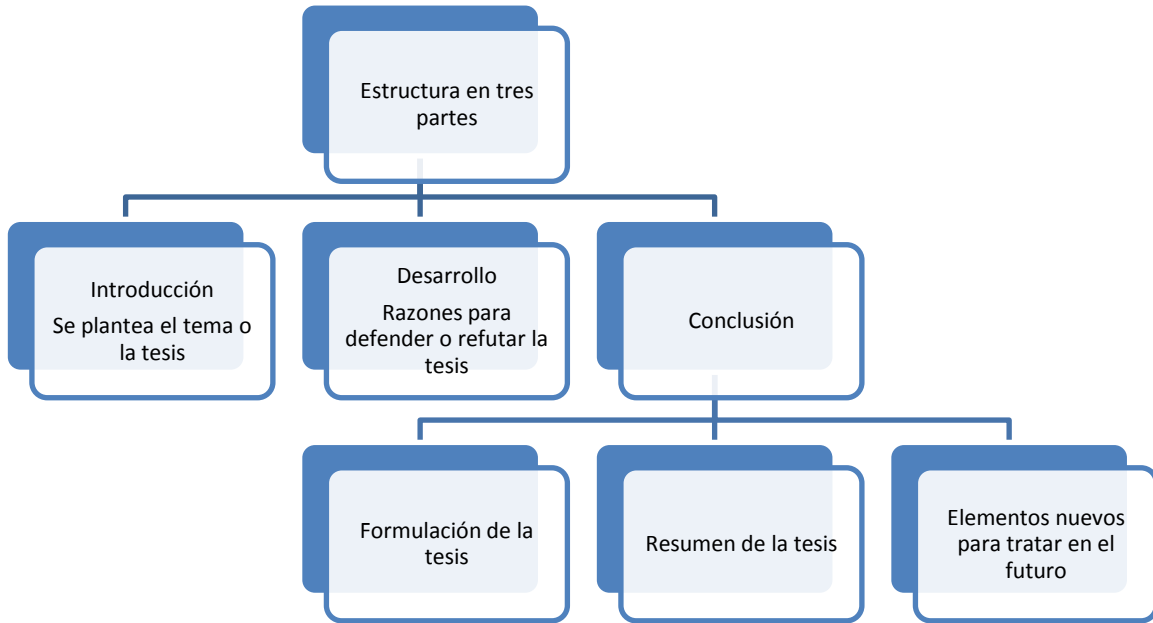 Estructura en tres
partes
Introducción
Se plantea el tema o
la tesis
Desarrollo
Razones para
defender o refutar la
tesis
Conclusión
Formulación de la
tesis
Resumen de la tesis
Elementos nuevos
para tratar en el
futuro